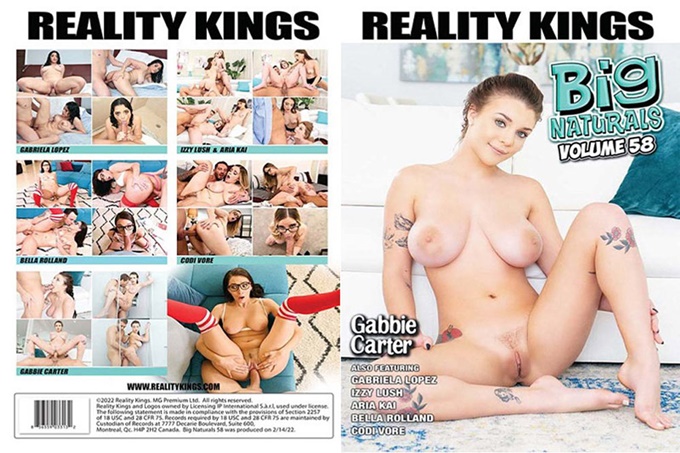 REALITY KINGS
GABRIELA LOPEZ
IZZY LUSH & ARIA KAI
BELLA ROLLAND
CODI VORE
GABBIE CARTER
WWW.REALITYKINGS.COM
©2022 Reality Kings. MG Premium Ltd. All rights reserved.
Reality Kings and Logos owned by Licensing IP International S.à.r.l, used under license.
The following statement is made in compliance with the provisions of Section 2257
of 18 USC and 28 CFR 75. Records required by 18 USC and 28 CFR 75 are maintained by
Custodian of Records at 7777 Decarie Boulevard, Suite 600,
Montreal, Qc. H4P 2H2 Canada. Big Naturals 58 was produced on 2/14/22.
REALITY KINGS
Big
NATURALS
VOLUME 58
Gabbie
Carter
ALSO FEATURING
GABRIELA LOPEZ
IZZY LUSH
ARIA KAI
BELLA ROLLAND
CODI VORE